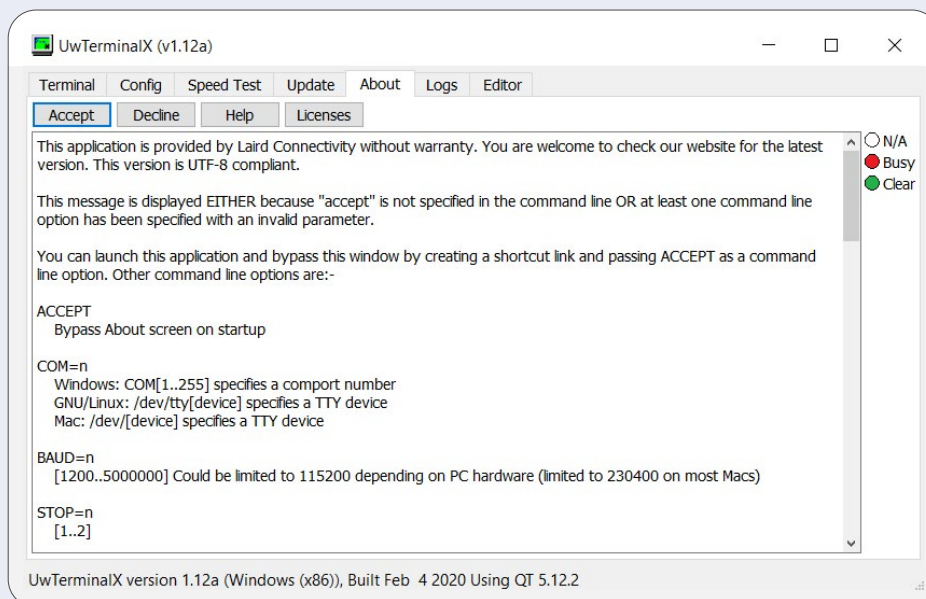 UwTerminalX (v1.12a)
Terminal Config Speed Test Update About Logs Editor
Accept Decline Help Licenses
This application is provided by Laird Connectivity without warranty. You are welcome to check our website for the latest
version. This version is UTF-8 compliant.
This message is displayed EITHER because "accept" is not specified in the command line OR at least one command line
option has been specified with an invalid parameter.
You can launch this application and bypass this window by creating a shortcut link and passing ACCEPT as a command
line option. Other command line options are:-
ACCEPT
Bypass About screen on startup
COM=n
Windows: COM[1..255] specifies a comport number
GNU/Linux: /dev/tty[device] specifies a TTY device
Mac: /dev/[device] specifies a TTY device
BAUD=n
[1200..5000000] Could be limited to 115200 depending on PC hardware (limited to 230400 on most Macs)
STOP=n
[1..2]
N/A
Busy
Clear
UwTerminalX version 1.12a (Windows (x86)), Built Feb 4 2020 Using QT 5.12.2